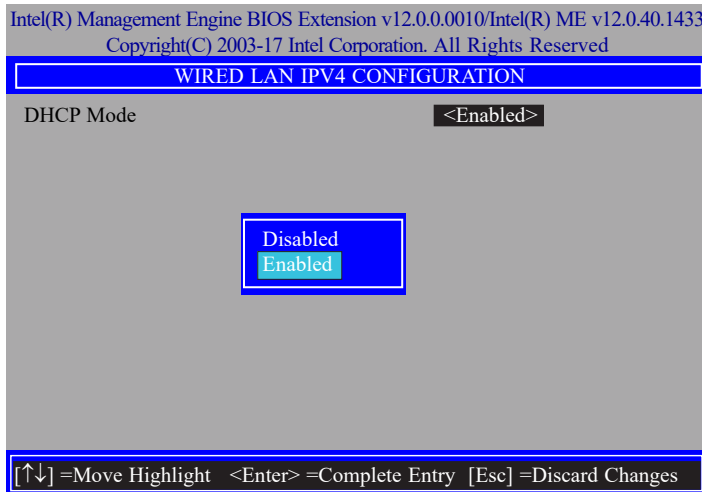 Intel(R) Management Engine BIOS Extension v12.0.0.0010/Intel(R) ME v12.0.40.1433
Copyright(C) 2003-17 Intel Corporation. All Rights Reserved
WIRED LAN IPV4 CONFIGURATION
DHCP Mode <Enabled>
Disabled
Enabled
[↑↓] =Move Highlight <Enter> =Complete Entry [Esc] =Discard Changes